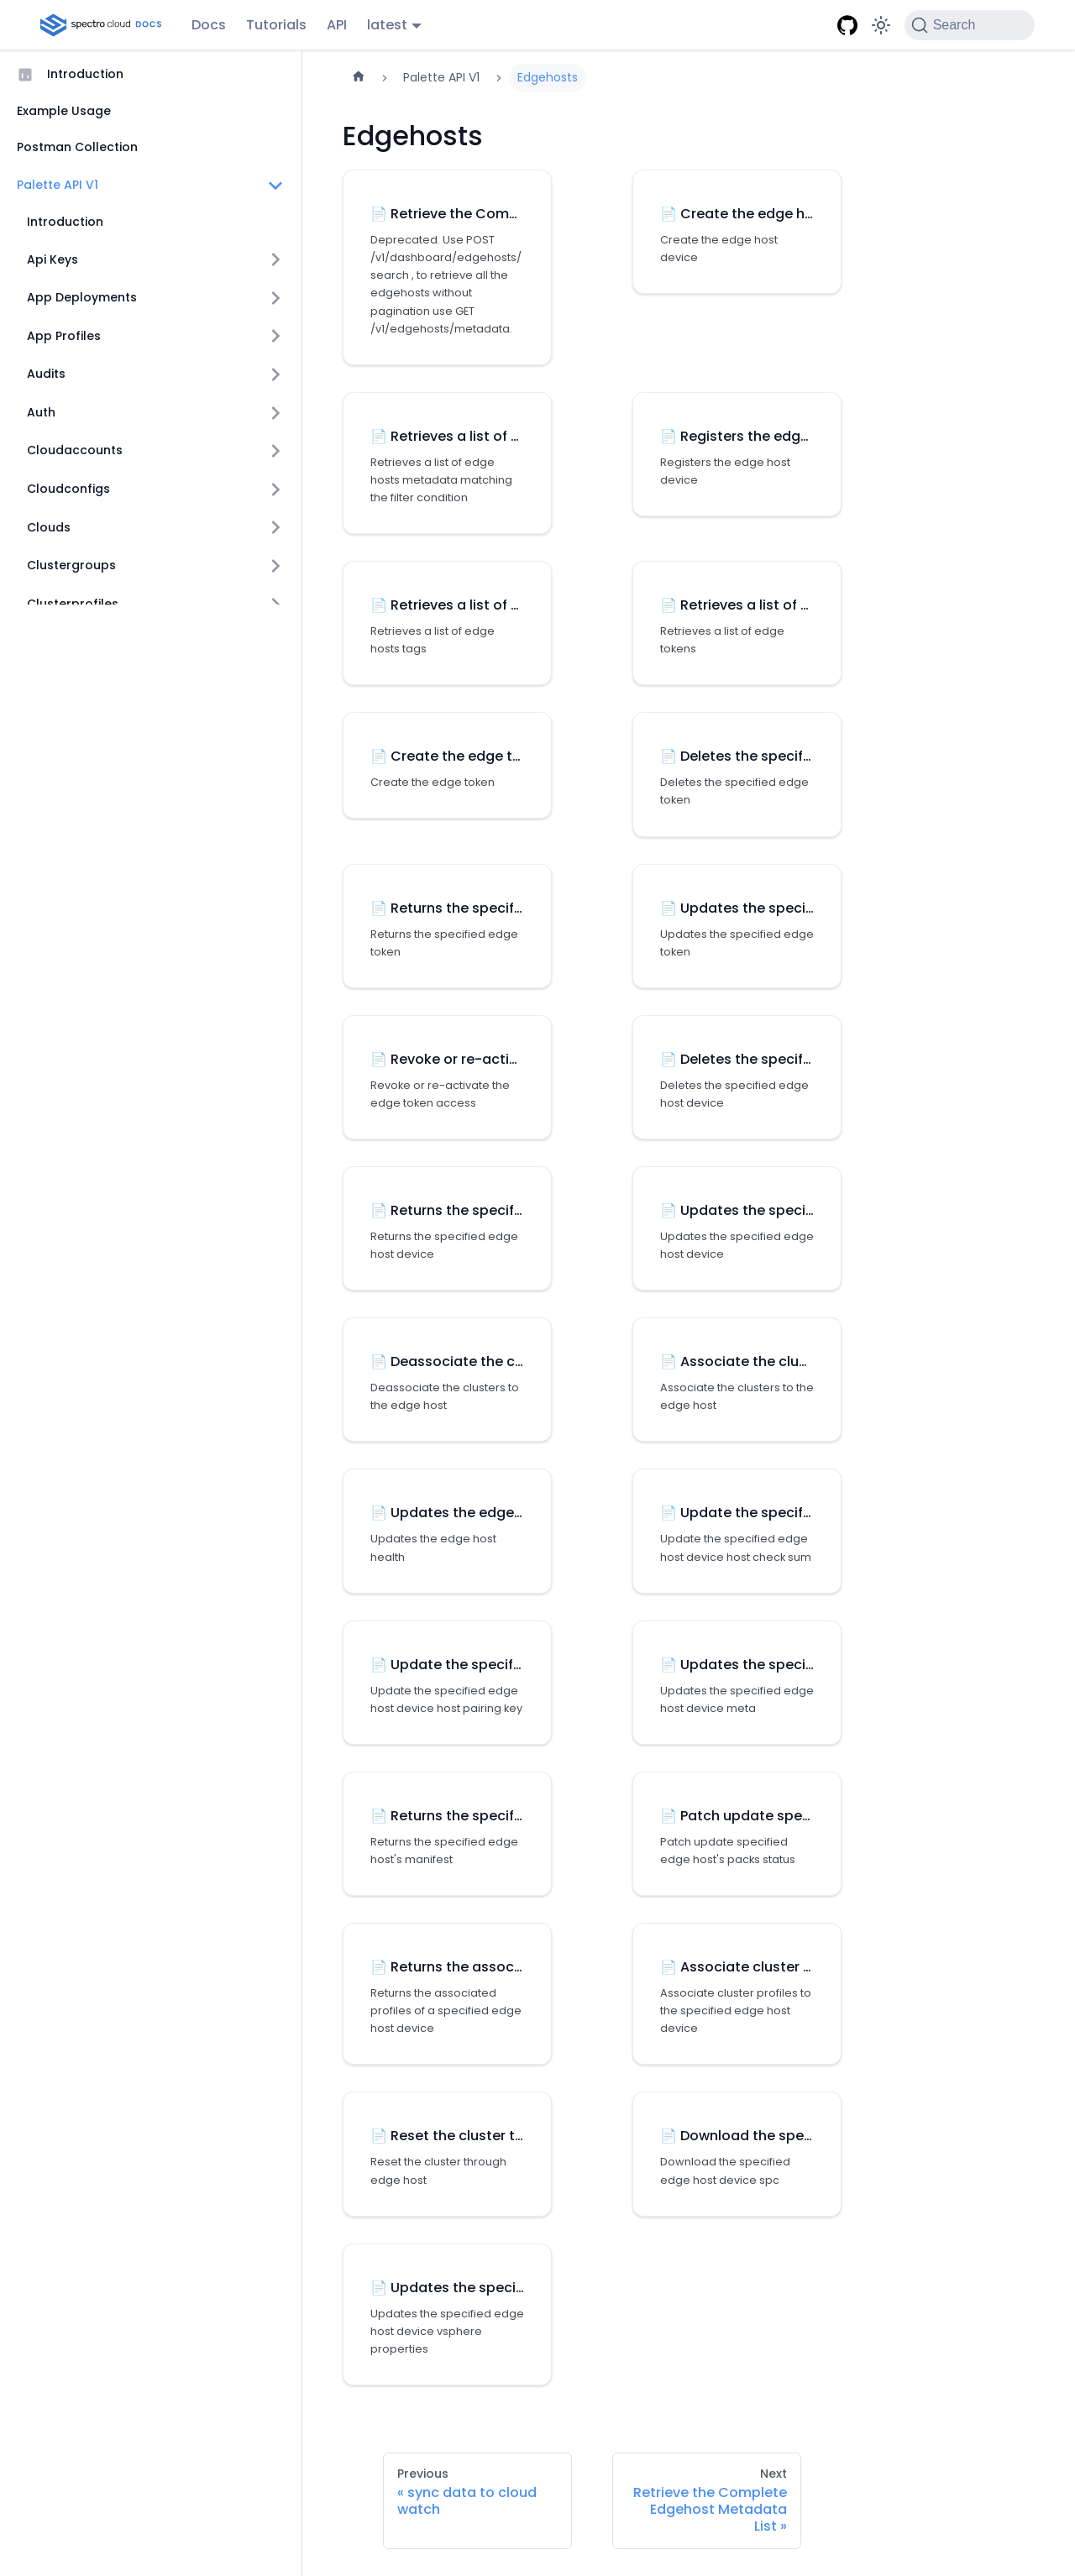 spectro cloud DOCS
Docs
Tutorials
API
latest
Search
Introduction
Example Usage
Postman Collection
Palette API V1
Introduction
Api Keys
App Deployments
App Profiles
Audits
Auth
Cloudaccounts
Cloudconfigs
Clouds
Clustergroups
Clusterprofiles
Palette API V1
Edgehosts
Edgehosts
Retrieve the Com...
Deprecated. Use POST
/v1/dashboard/edgehosts/
search , to retrieve all the
edgehosts without
pagination use GET
/v1/edgehosts/metadata.
Create the edge h...
Create the edge host
device
Retrieves a list of ...
Retrieves a list of edge
hosts metadata matching
the filter condition
Registers the edg...
Registers the edge host
device
Retrieves a list of ...
Retrieves a list of edge
hosts tags
Retrieves a list of ...
Retrieves a list of edge
tokens
Create the edge t...
Create the edge token
Deletes the specif...
Deletes the specified edge
token
Returns the specif...
Returns the specified edge
token
Updates the speci...
Updates the specified edge
token
Revoke or re-acti...
Revoke or re-activate the
edge token access
Deletes the specif...
Deletes the specified edge
host device
Returns the specif...
Returns the specified edge
host device
Updates the speci...
Updates the specified edge
host device
Deassociate the c...
Deassociate the clusters to
the edge host
Associate the clu...
Associate the clusters to the
edge host
Updates the edge...
Updates the edge host
health
Update the specif...
Update the specified edge
host device host check sum
Update the specif...
Update the specified edge
host device host pairing key
Updates the speci...
Updates the specified edge
host device meta
Returns the specif...
Returns the specified edge
host's manifest
Patch update spe...
Patch update specified
edge host's packs status
Returns the assoc...
Returns the associated
profiles of a specified edge
host device
Associate cluster ...
Associate cluster profiles to
the specified edge host
device
Reset the cluster t...
Reset the cluster through
edge host
Download the spe...
Download the specified
edge host device spc
Updates the speci...
Updates the specified edge
host device vsphere
properties
Previous
« sync data to cloud
watch
Next
Retrieve the Complete
Edgehost Metadata
List »